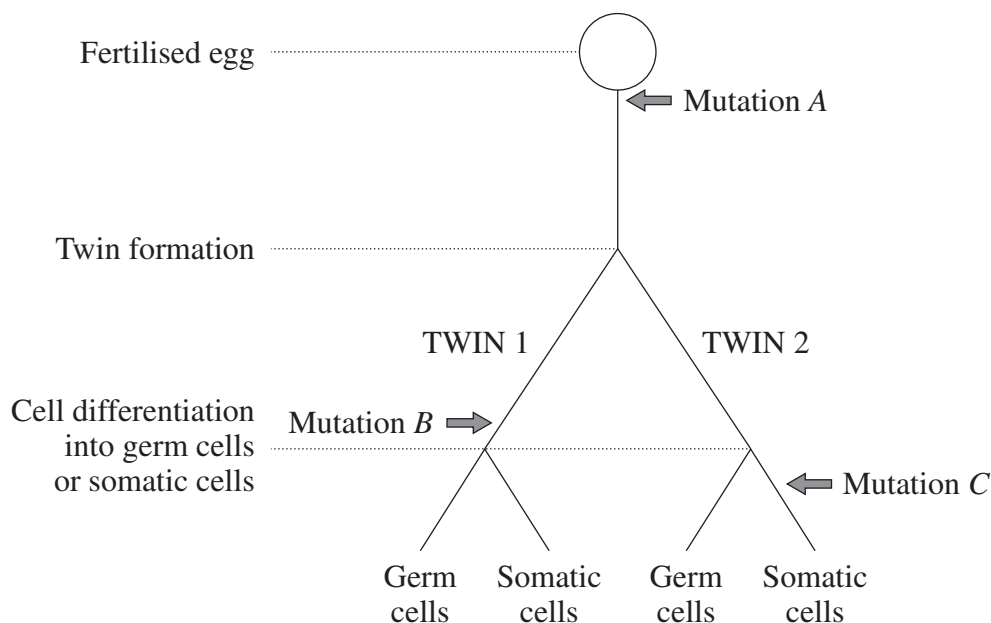 Fertilised egg
Mutation A
Twin formation
TWIN 1
TWIN 2
Cell differentiation
into germ cells
or somatic cells
Mutation B
Mutation C
Germ
cells
Somatic
cells
Germ
cells
Somatic
cells